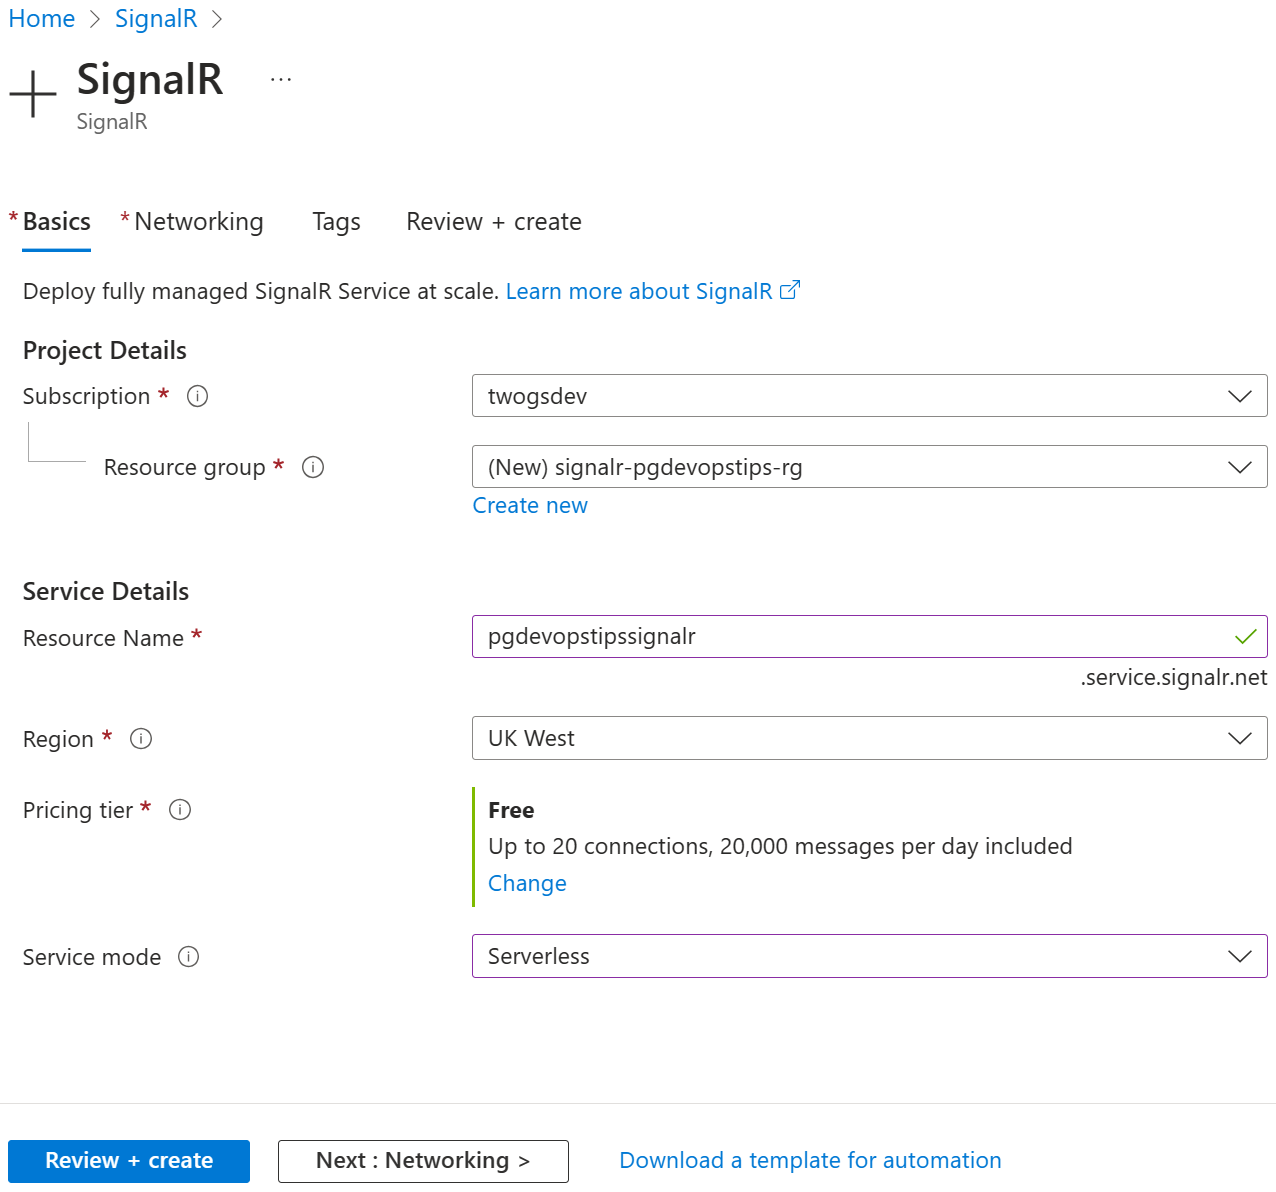 Home > SignalR >
SignalR ...
SignalR
* Basics * Networking Tags Review + create
Deploy fully managed SignalR Service at scale. Learn more about SignalR
Project Details
Subscription * twogsdev
Resource group * (New) signalr-pgdevopstips-rg
Create new
Service Details
Resource Name * pgdevopstipssignalr
.service.signalr.net
Region * UK West
Pricing tier * Free
Up to 20 connections, 20,000 messages per day included
Change
Service mode Serverless
Review + create Next : Networking > Download a template for automation